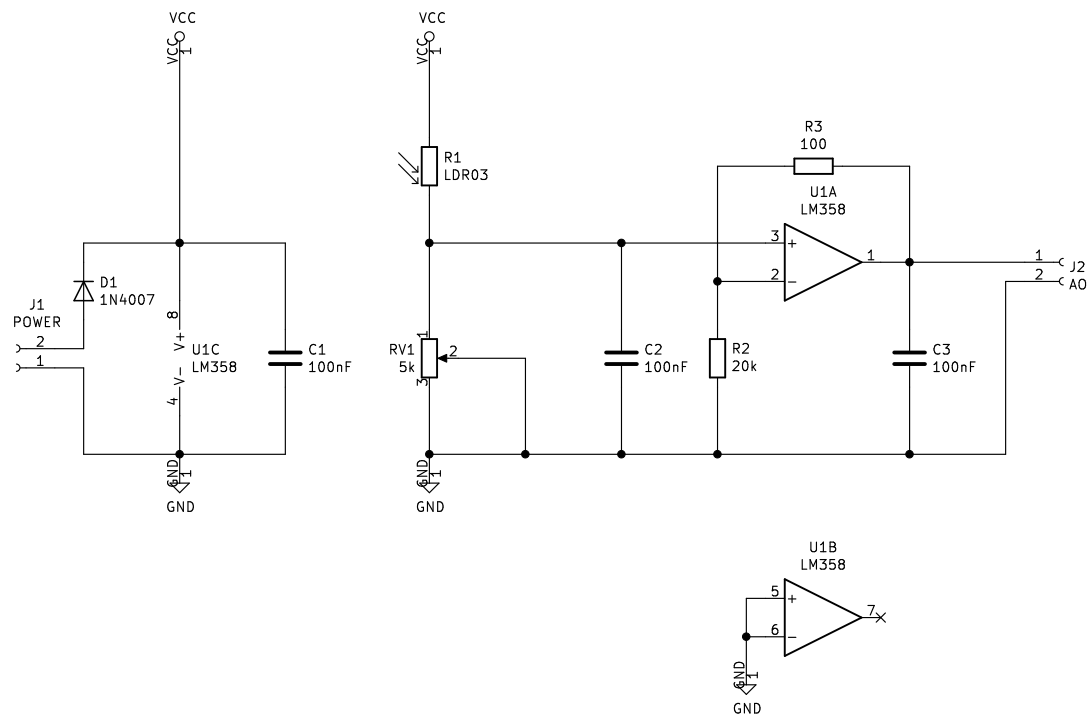 VCC
VCC
1
VCC
VCC
1
R1
LDR03
R3
100
U1A
LM358
3
+
2
−
1
1
2
J2
AO
D1
1N4007
J1
POWER
2
1
8
V+
U1C
LM358
V-
4
C1
100nF
RV1
5k
1
2
3
C2
100nF
R2
20k
C3
100nF
GND
1
GND
GND
1
GND
U1B
LM358
5
+
6
−
7
GND
1
GND